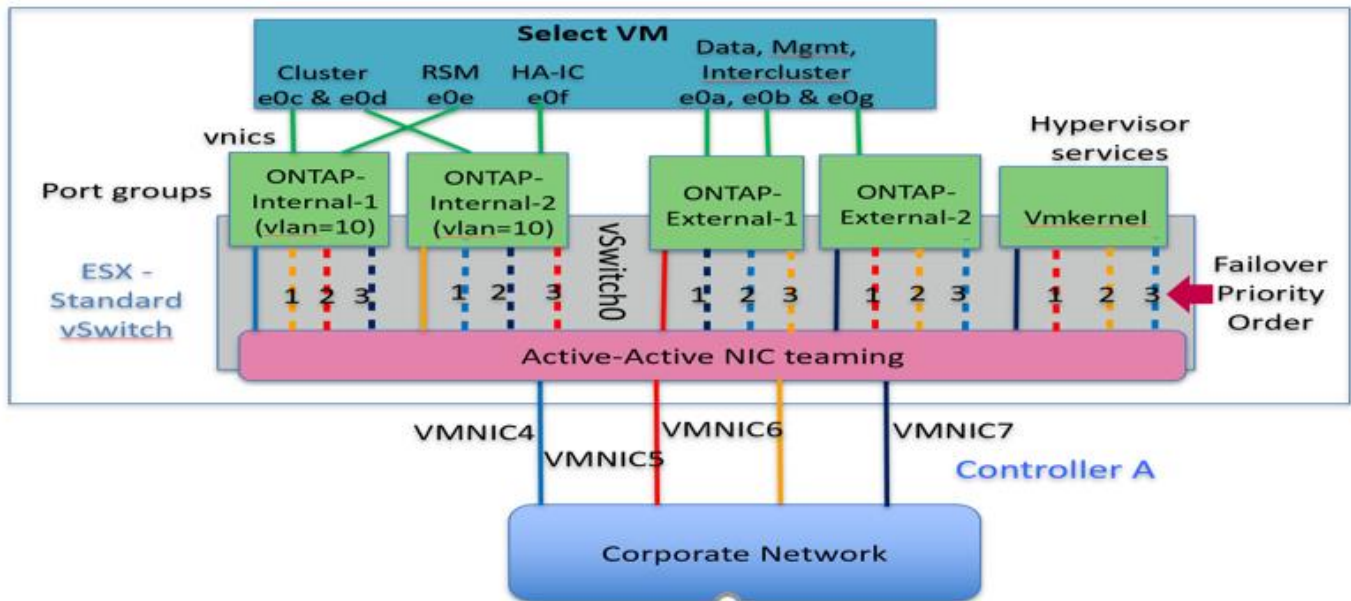 Select VM
Cluster
e0c & e0d
RSM
e0e
HA-IC
e0f
Data, Mgmt,
Intercluster
e0a, e0b & e0g
vnics
Hypervisor
services
Port groups
ONTAP-
Internal-1
(vlan=10)
ONTAP-
Internal-2
(vlan=10)
ONTAP-
External-1
ONTAP-
External-2
Vmkernel
vSwitch0
ESX -
Standard
vSwitch
1 2 3
1 2 3
1 2 3
1 2 3
1 2 3
Failover
Priority
Order
Active-Active NIC teaming
VMNIC4
VMNIC5
VMNIC6
VMNIC7
Controller A
Corporate Network